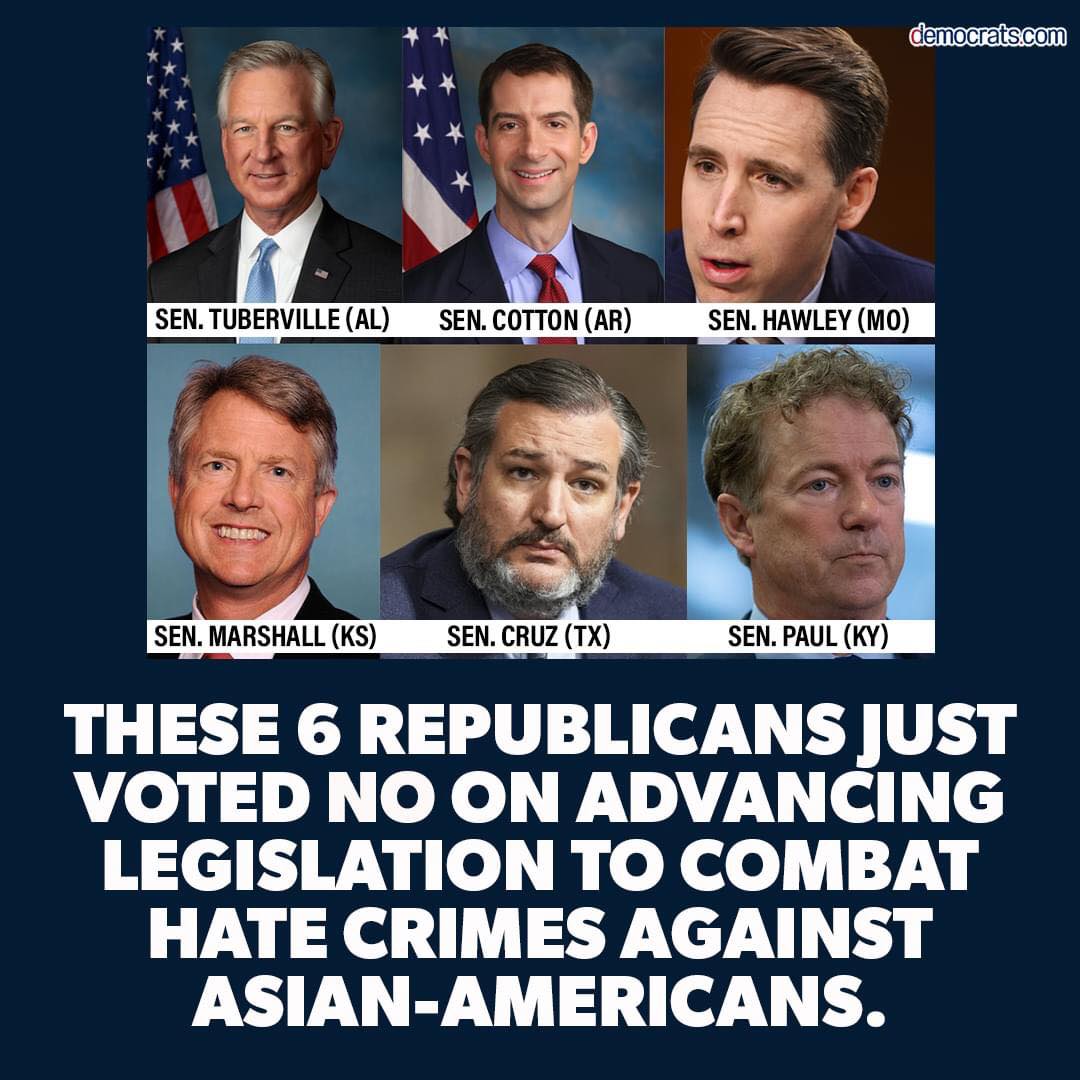 democrats.com
SEN. TUBERVILLE (AL)
SEN. COTTON (AR)
SEN. HAWLEY (MO)
SEN. MARSHALL (KS)
SEN. CRUZ (TX)
SEN. PAUL (KY)
THESE 6 REPUBLICANS JUST
VOTED NO ON ADVANCING
LEGISLATION TO COMBAT
HATE CRIMES AGAINST
ASIAN-AMERICANS.